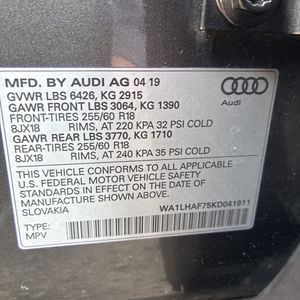 MFD. BY AUDI AG 04 19
GVWR LBS 6426, KG 2915
GAWR FRONT LBS 3064, KG 1390
FRONT-TIRES 255/60 R18
8JX18 RIMS, AT 220 KPA 32 PSI COLD
GAWR REAR LBS 3770, KG 1710
REAR-TIRES 255/60 R18
8JX18 RIMS, AT 240 KPA 35 PSI COLD
Audi
THIS VEHICLE CONFORMS TO ALL
APPLICABLE U.S. FEDERAL MOTOR
VEHICLE SAFETY AND THEFT PREVENTION
STANDARDS IN EFFECT ON THE DATE
OF MANUFACTURE SHOWN ABOVE.
SLOVAKIA
WA1LHAF75KD041911
TYPE:
MPV